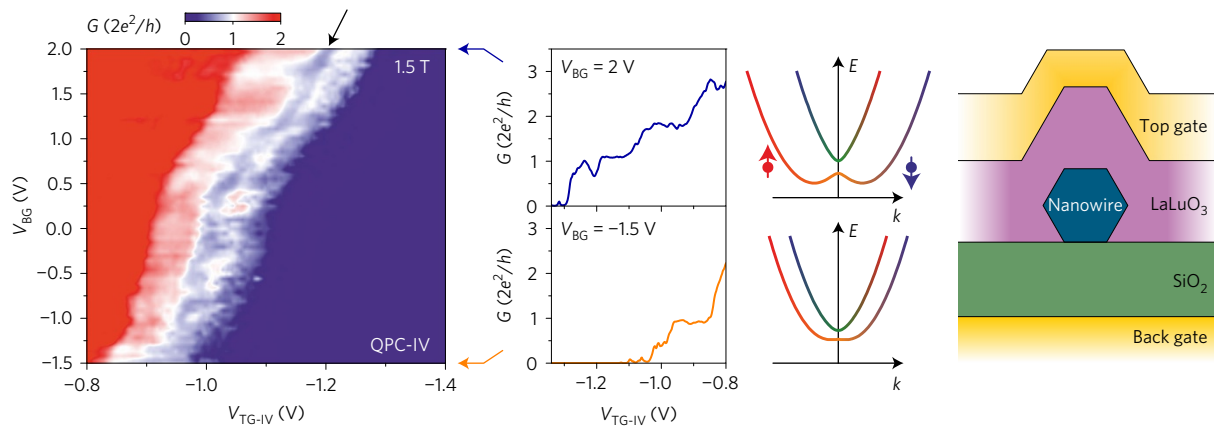 G (2e²/h)
0 1 2
2.0
1.5
1.0
0.5
0.0
−0.5
−1.0
−1.5
V_BG (V)
1.5 T
QPC-IV
−0.8 −1.0 −1.2 −1.4
V_TG-IV (V)
V_BG = 2 V
3
2
1
0
G (2e²/h)
V_BG = −1.5 V
3
2
1
0
G (2e²/h)
−1.2 −1.0 −0.8
V_TG-IV (V)
E
k
E
k
Top gate
Nanowire
LaLuO₃
SiO₂
Back gate